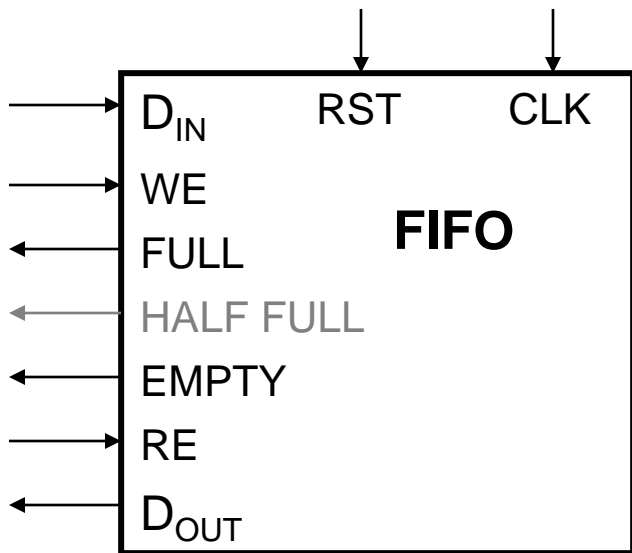 D_IN RST CLK
WE
FIFO
FULL
HALF FULL
EMPTY
RE
D_OUT